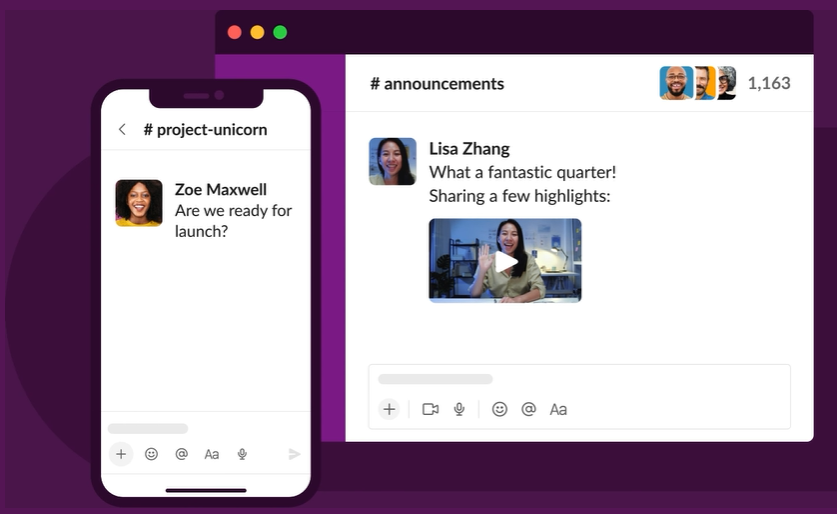 # announcements
1,163
Lisa Zhang
What a fantastic quarter!
Sharing a few highlights:
@ Aa
# project-unicorn
Zoe Maxwell
Are we ready for
launch?
@ Aa